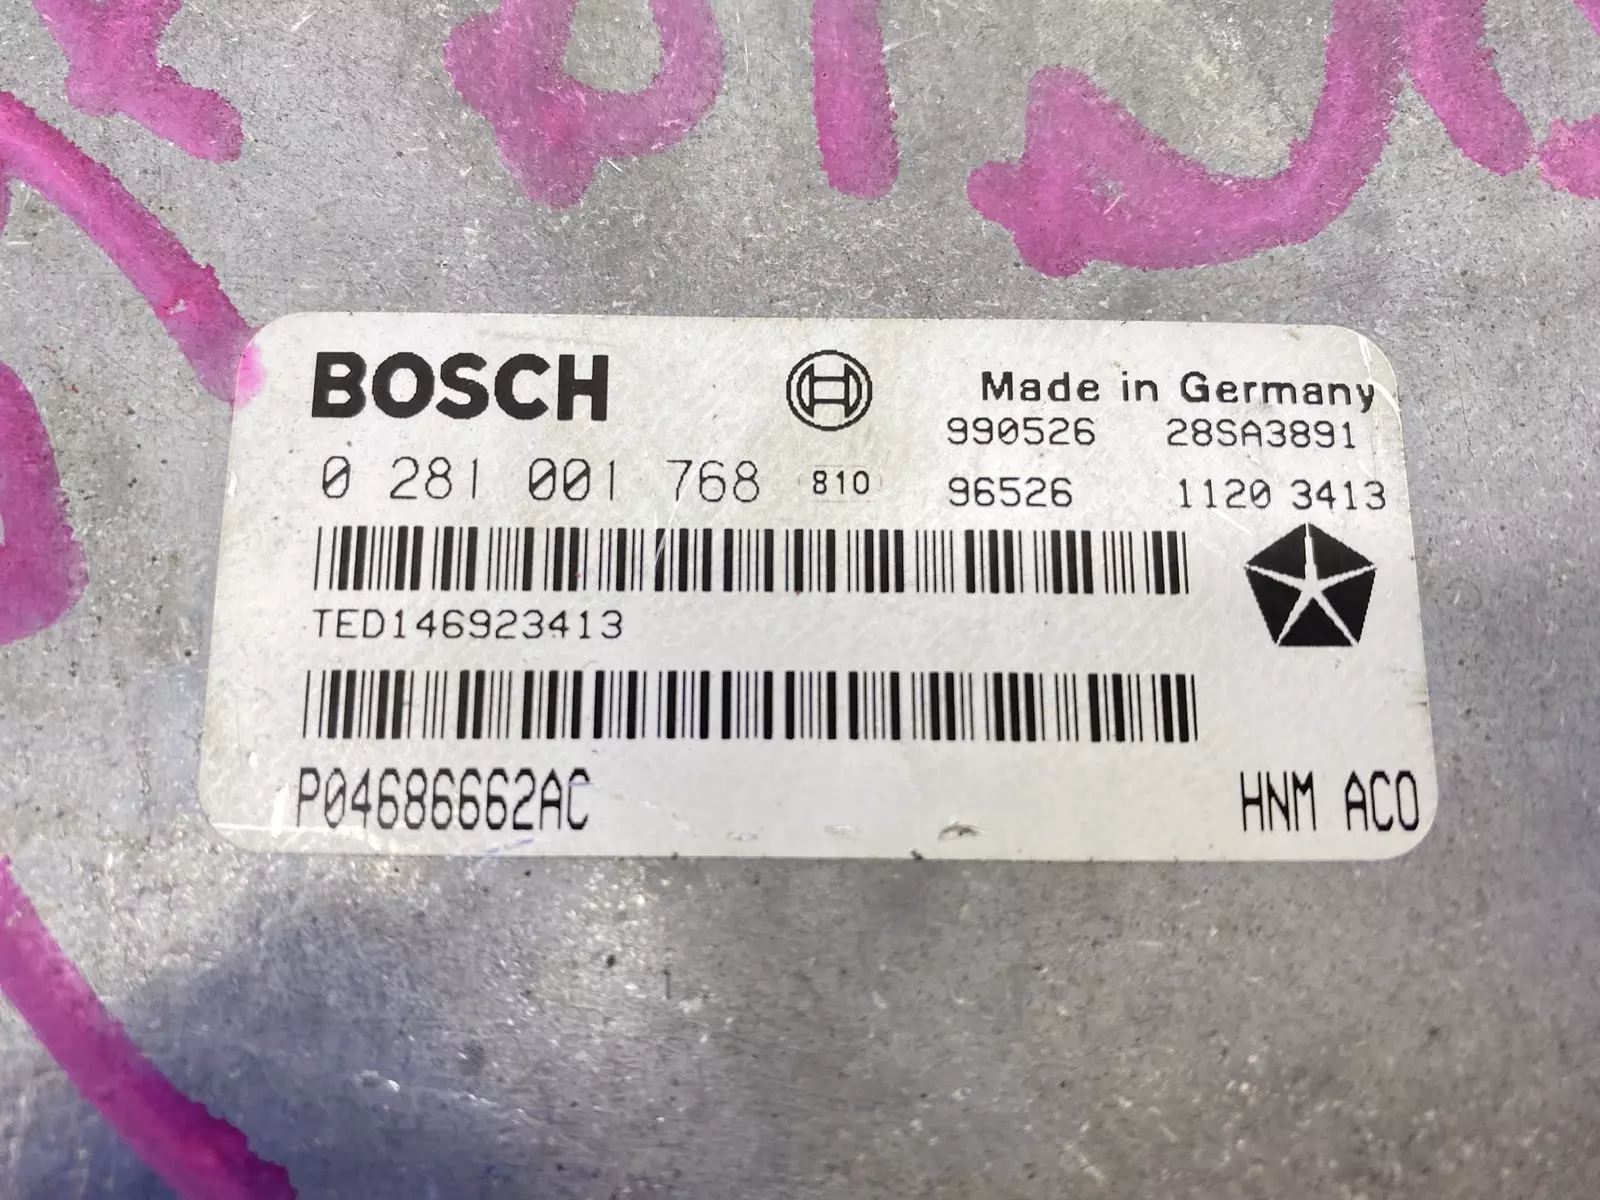 BOSCH
Made in Germany
990526 28SA3891
0 281 001 768 810 96526 1120 3413
TED146923413
P04686662AC HNM ACO